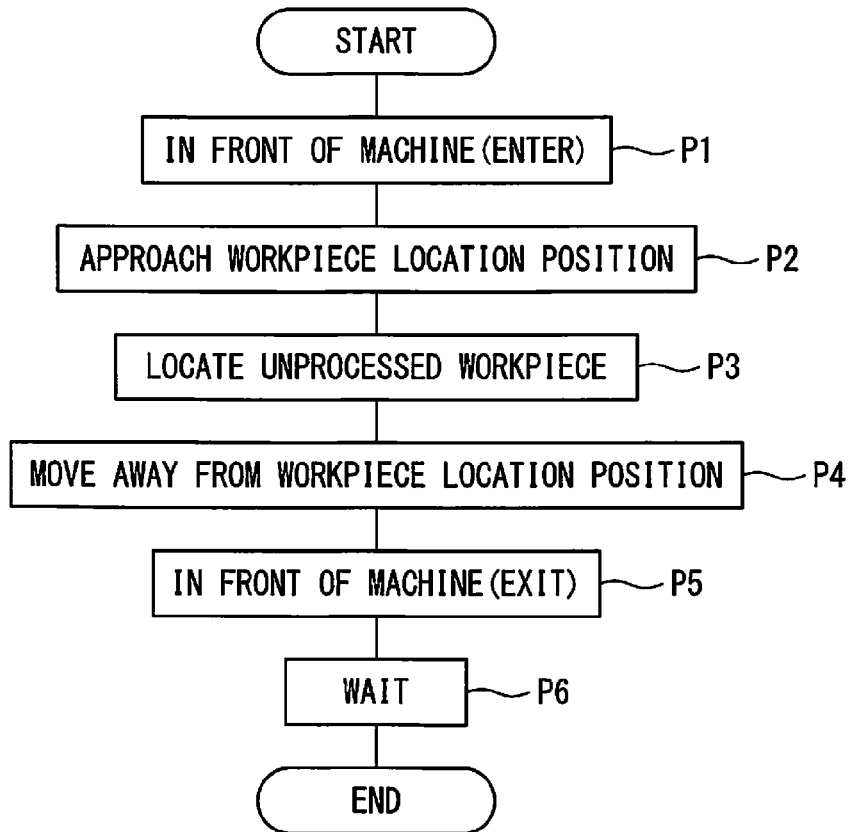 START
IN FRONT OF MACHINE(ENTER) P1
APPROACH WORKPIECE LOCATION POSITION P2
LOCATE UNPROCESSED WORKPIECE P3
MOVE AWAY FROM WORKPIECE LOCATION POSITION P4
IN FRONT OF MACHINE(EXIT) P5
WAIT P6
END